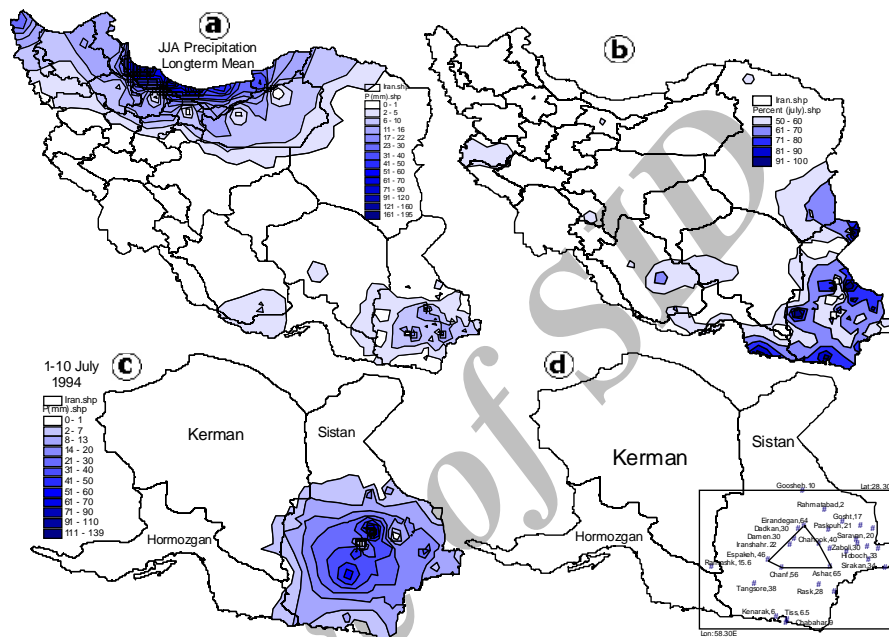 a
JJA Precipitation
Longterm Mean
Iran.shp
P (mm).shp
0 - 1
2 - 5
6 - 10
11 - 16
17 - 22
23 - 30
31 - 40
41 - 50
51 - 60
61 - 70
71 - 90
91 - 120
121 - 160
161 - 195
b
Iran.shp
Percent (july).shp
50 - 60
61 - 70
71 - 80
81 - 90
91 - 100
c
1-10 July
1994
Iran.shp
P(mm).shp
0 - 1
2 - 7
8 - 13
14 - 20
21 - 30
31 - 40
41 - 50
51 - 60
61 - 70
71 - 90
91 - 110
111 - 139
Kerman
Sistan
Hormozgan
d
Kerman
Sistan
Hormozgan
Goosheh, 10
Lat:28.30
Rahmatabad,2
Eirandegan,64
Gosht,17
Dadkan,30
Paskouh,21
Damen,30
Chahook,40
Saravan,20
Iranshahr,22
Zaboli,30
Espakeh,46
Hidooch,33
Ramashk,15.6
Sirakan,34
Chanf,56
Ashar,65
Tangsore,38
Rask,28
Kenarak,6
Tiss,6.5
Chabahar,9
Lon:58.30E
of SID